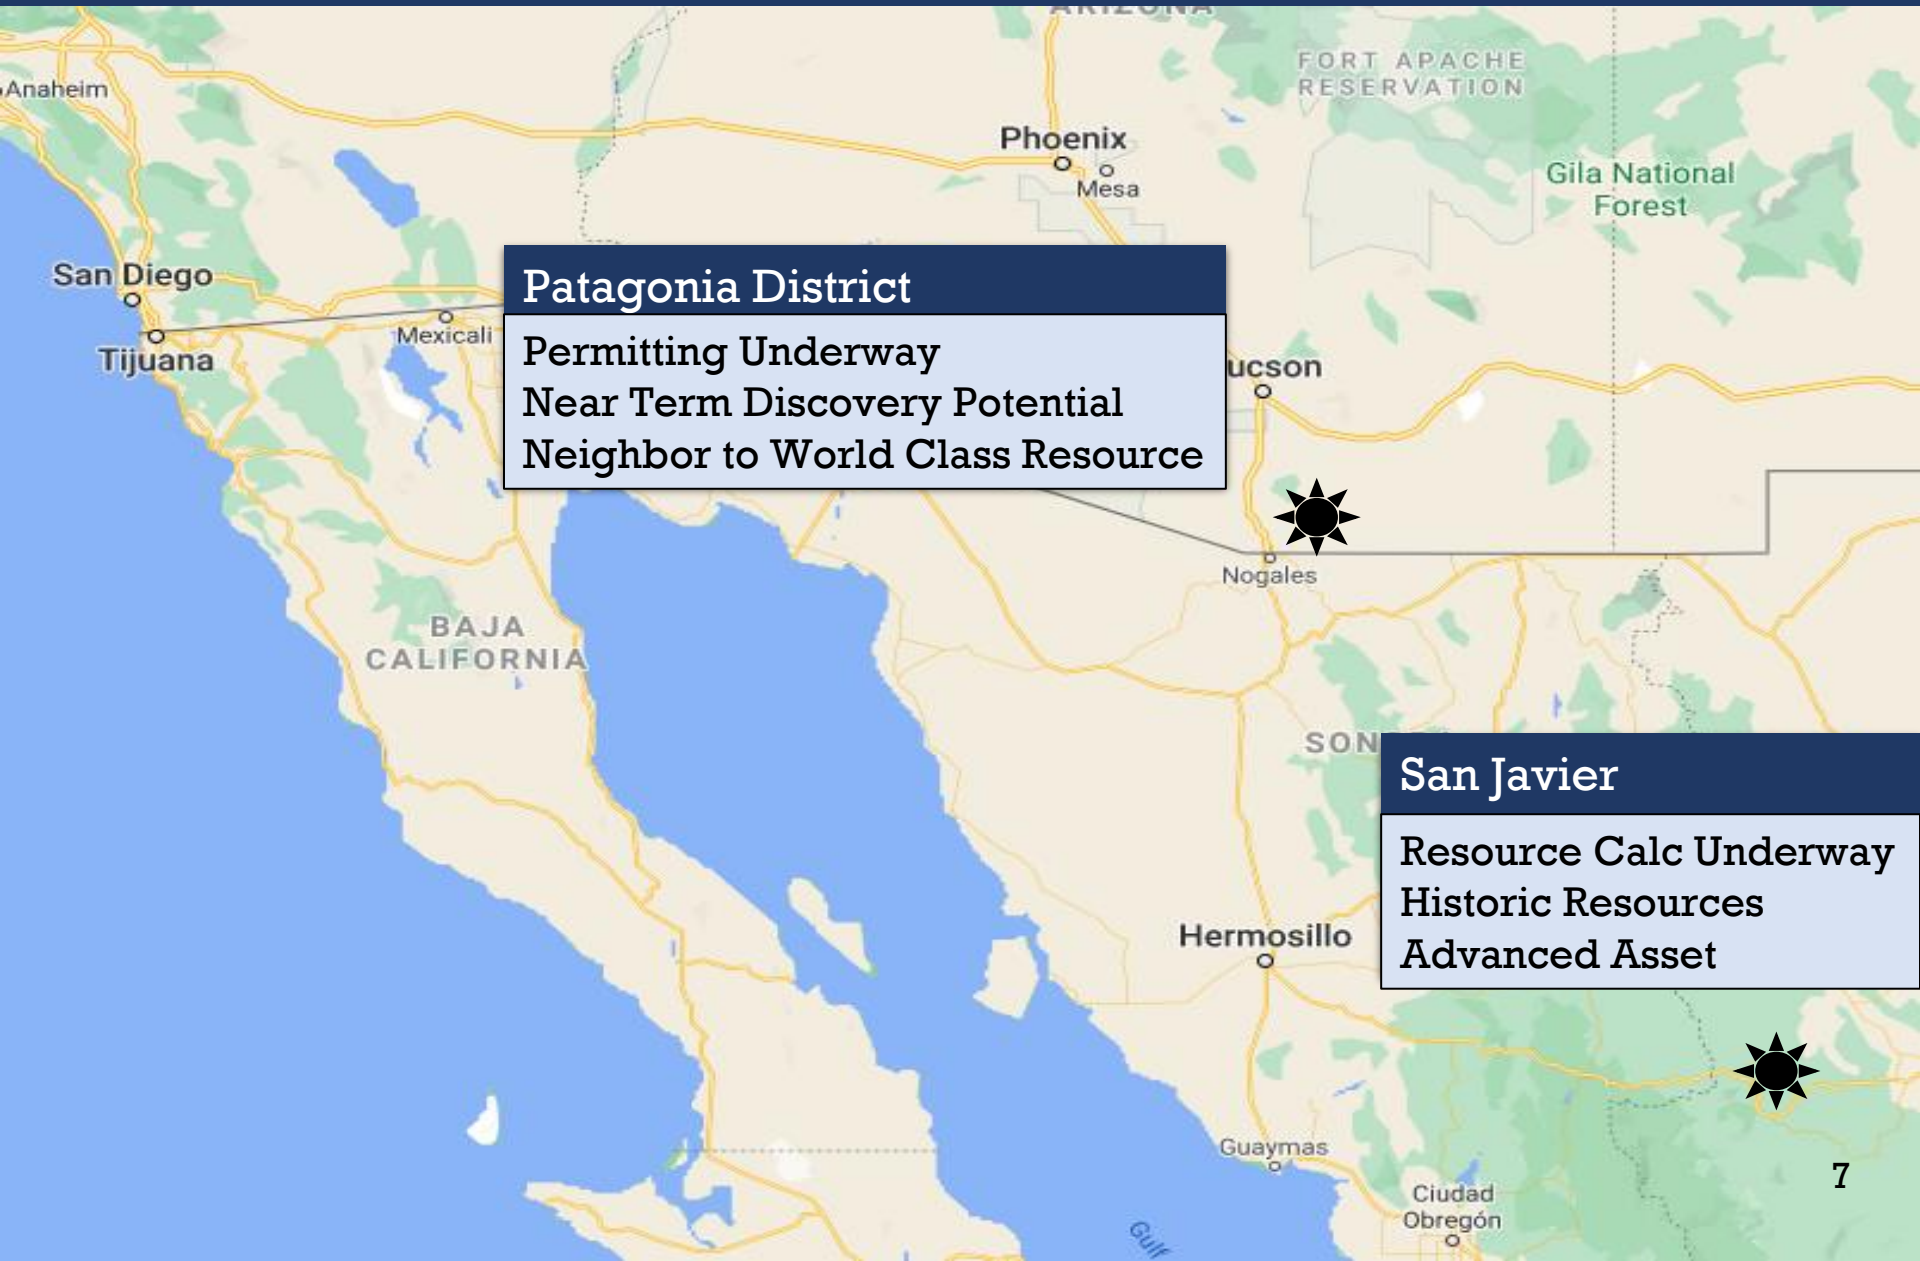 ARIZONA
Anaheim
FORT APACHE
RESERVATION
Phoenix
Mesa
Gila National
Forest
San Diego
Tijuana
Mexicali
Patagonia District
Permitting Underway
Near Term Discovery Potential
Neighbor to World Class Resource
ucson
Nogales
BAJA
CALIFORNIA
SON
San Javier
Resource Calc Underway
Historic Resources
Advanced Asset
Hermosillo
Guaymas
Ciudad
Obregón
Gulf
7